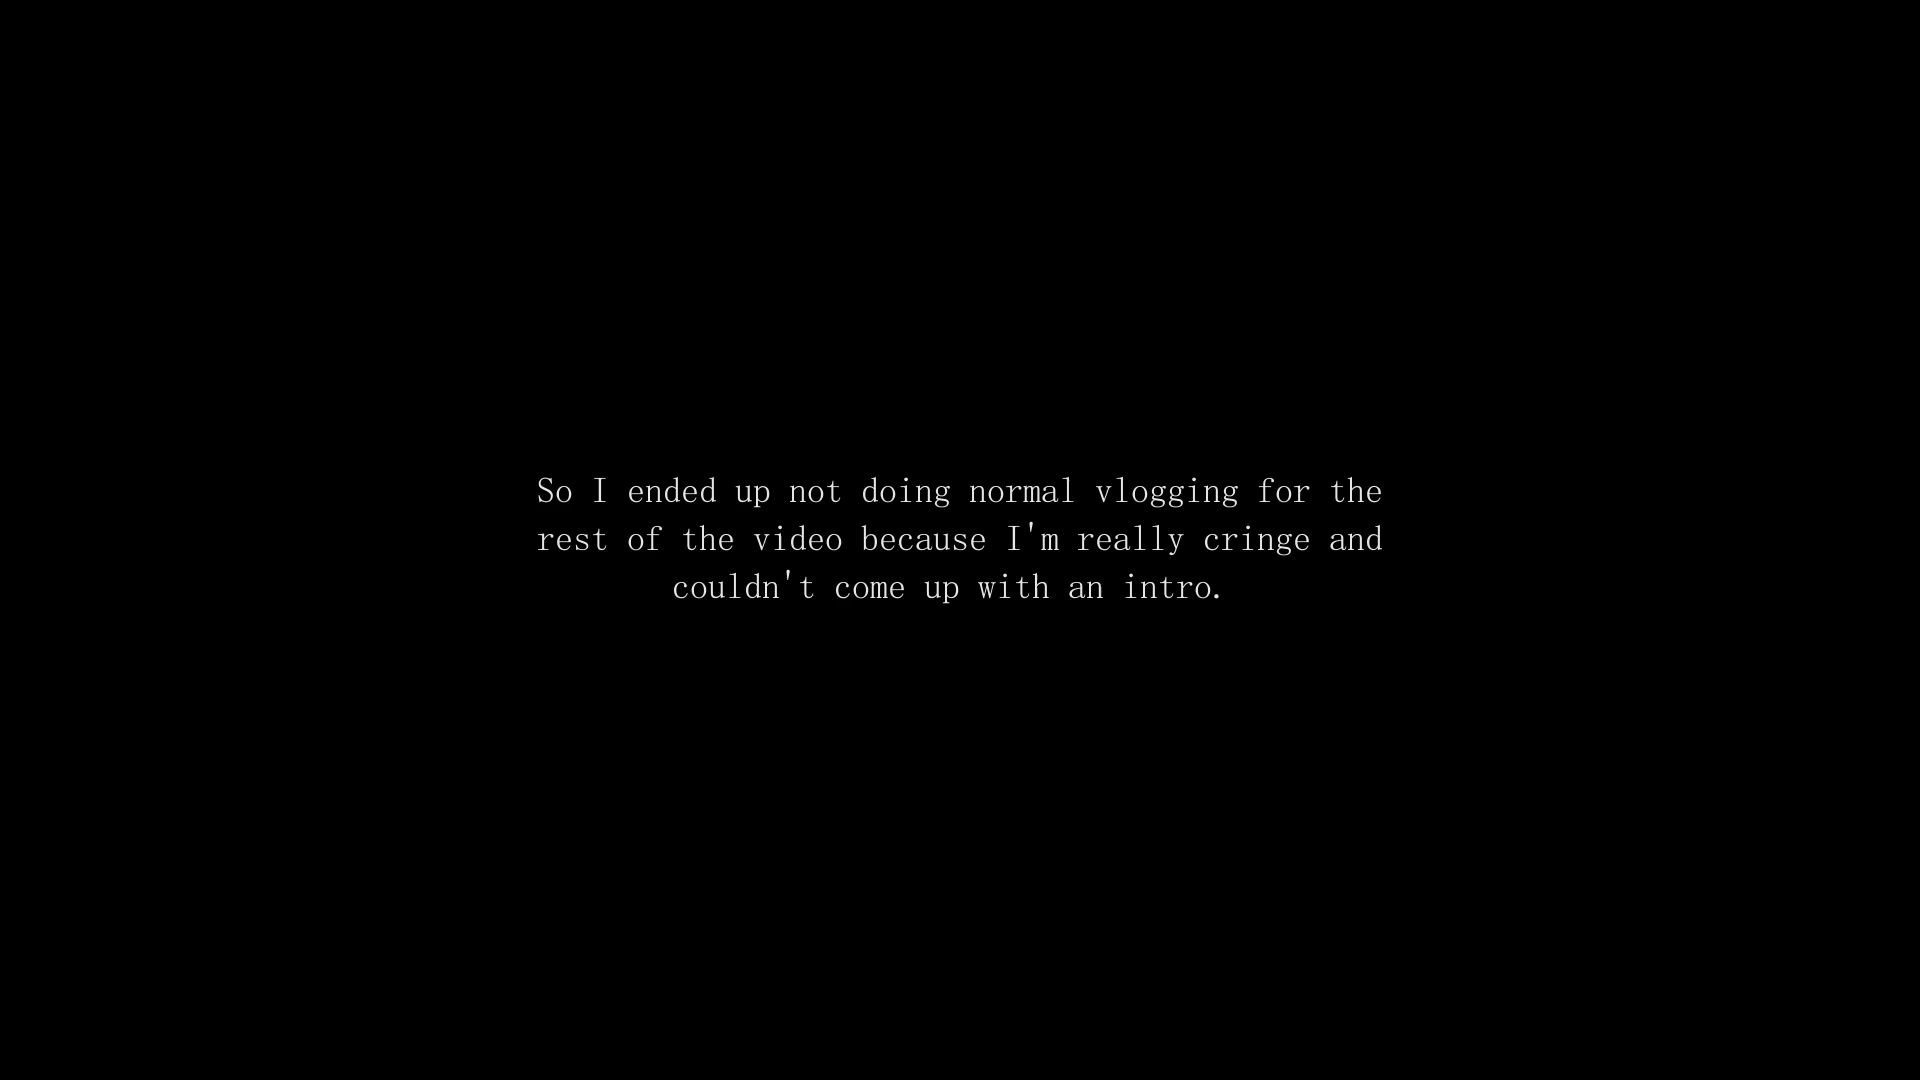 So I ended up not doing normal vlogging for the
rest of the video because I'm really cringe and
couldn't come up with an intro.